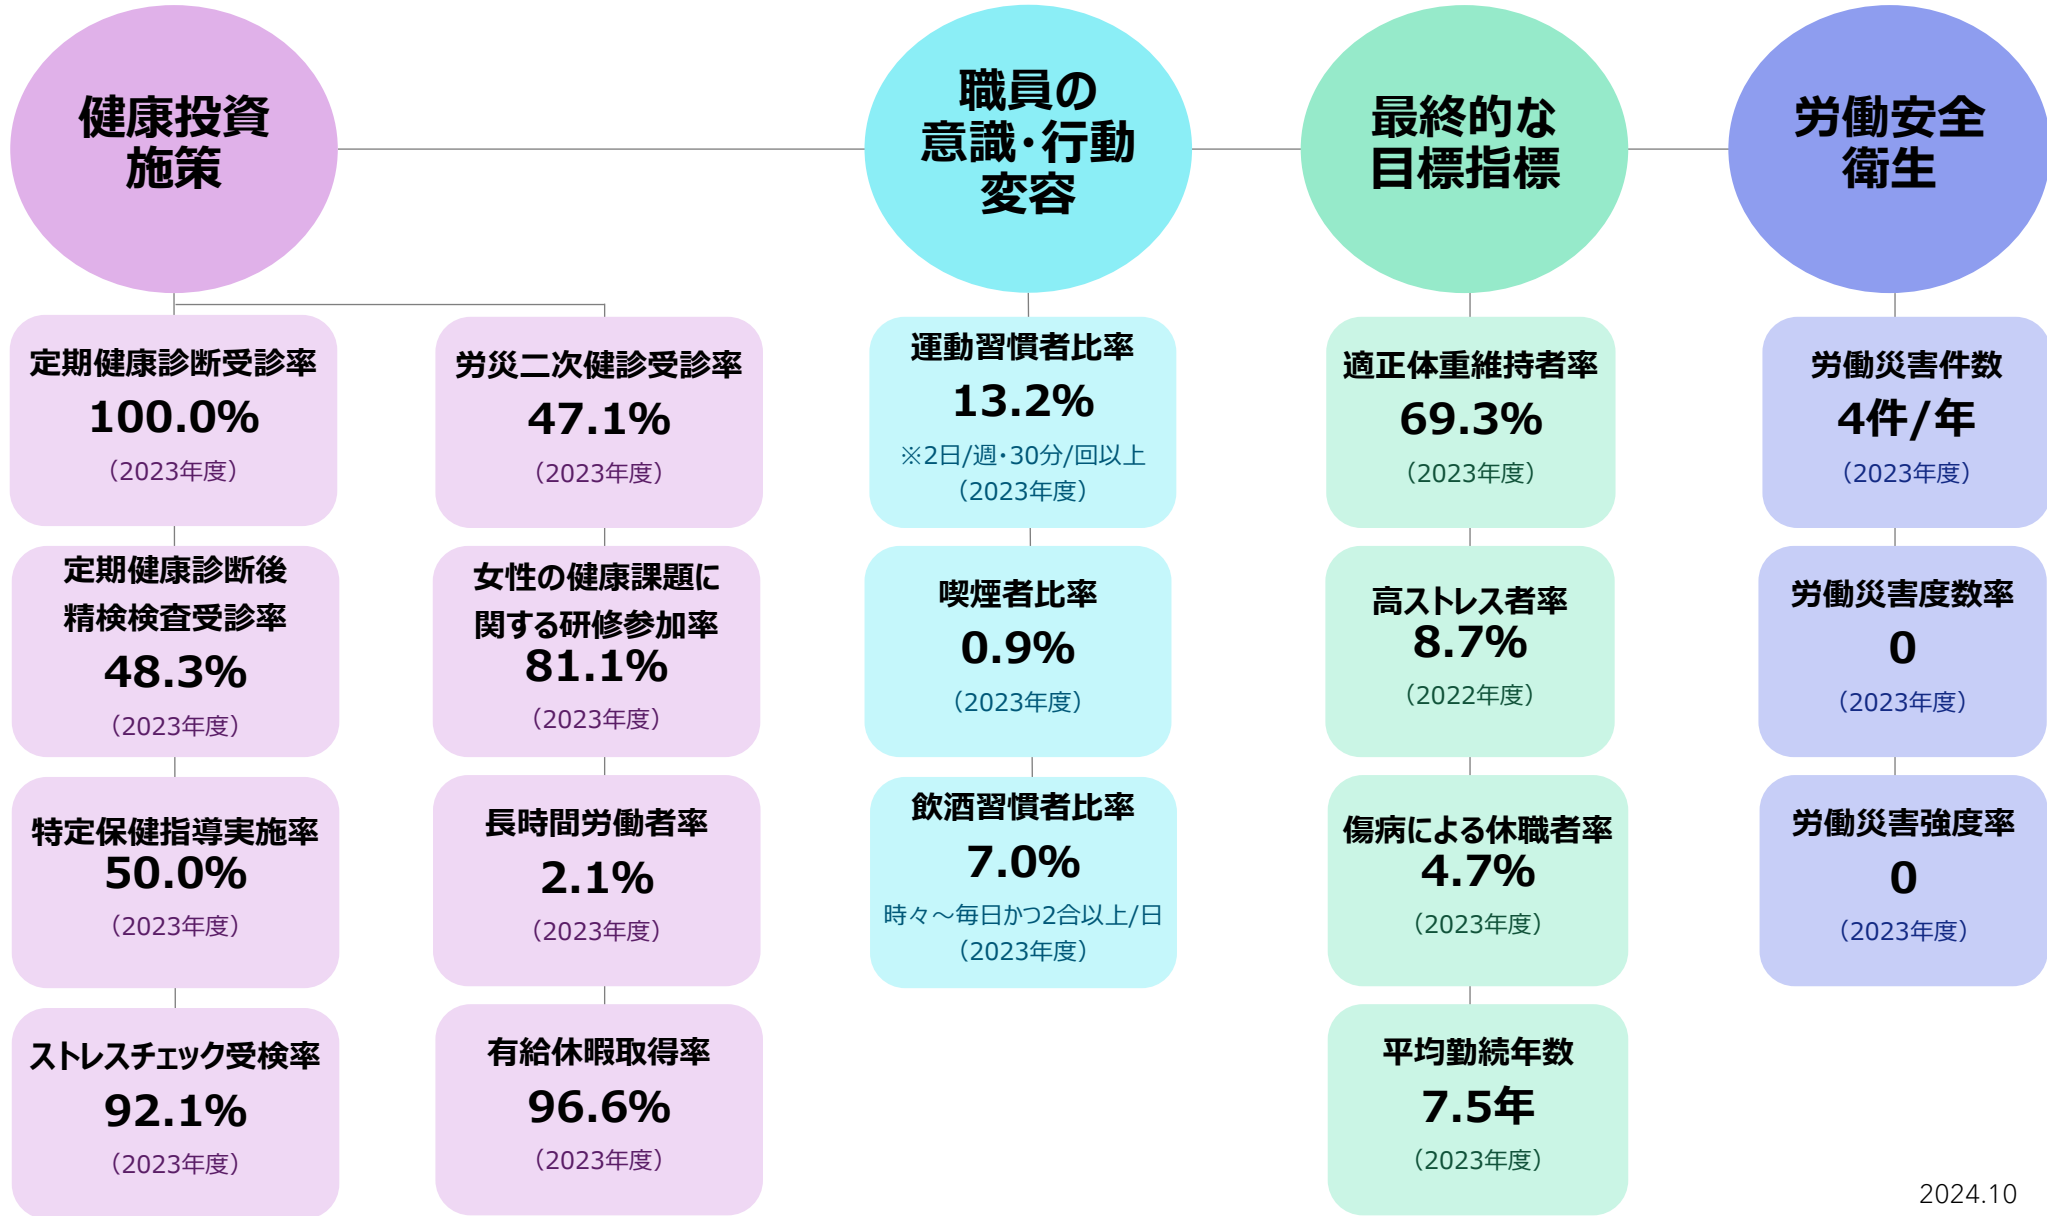 健康投資
施策
職員の
意識・行動
変容
最終的な
目標指標
労働安全
衛生
定期健康診断受診率
100.0%
（2023年度）
定期健康診断後
精検検査受診率
48.3%
（2023年度）
特定保健指導実施率
50.0%
（2023年度）
ストレスチェック受検率
92.1%
（2023年度）
労災二次健診受診率
47.1%
（2023年度）
女性の健康課題に
関する研修参加率
81.1%
（2023年度）
長時間労働者率
2.1%
（2023年度）
有給休暇取得率
96.6%
（2023年度）
運動習慣者比率
13.2%
※2日/週・30分/回以上
（2023年度）
喫煙者比率
0.9%
（2023年度）
飲酒習慣者比率
7.0%
時々～毎日かつ2合以上/日
（2023年度）
適正体重維持者率
69.3%
（2023年度）
高ストレス者率
8.7%
（2022年度）
傷病による休職者率
4.7%
（2023年度）
平均勤続年数
7.5年
（2023年度）
労働災害件数
4件/年
（2023年度）
労働災害度数率
0
（2023年度）
労働災害強度率
0
（2023年度）
2024.10